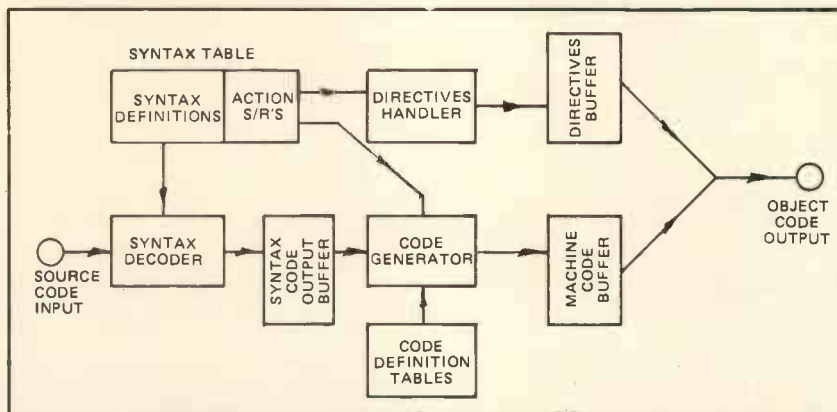 SYNTAX TABLE
SYNTAX
DEFINITIONS
ACTION
S/R'S
DIRECTIVES
HANDLER
DIRECTIVES
BUFFER
SOURCE
CODE
INPUT
SYNTAX
DECODER
SYNTAX
CODE
OUTPUT
BUFFER
CODE
GENERATOR
MACHINE
CODE
BUFFER
OBJECT
CODE
OUTPUT
CODE
DEFINITION
TABLES